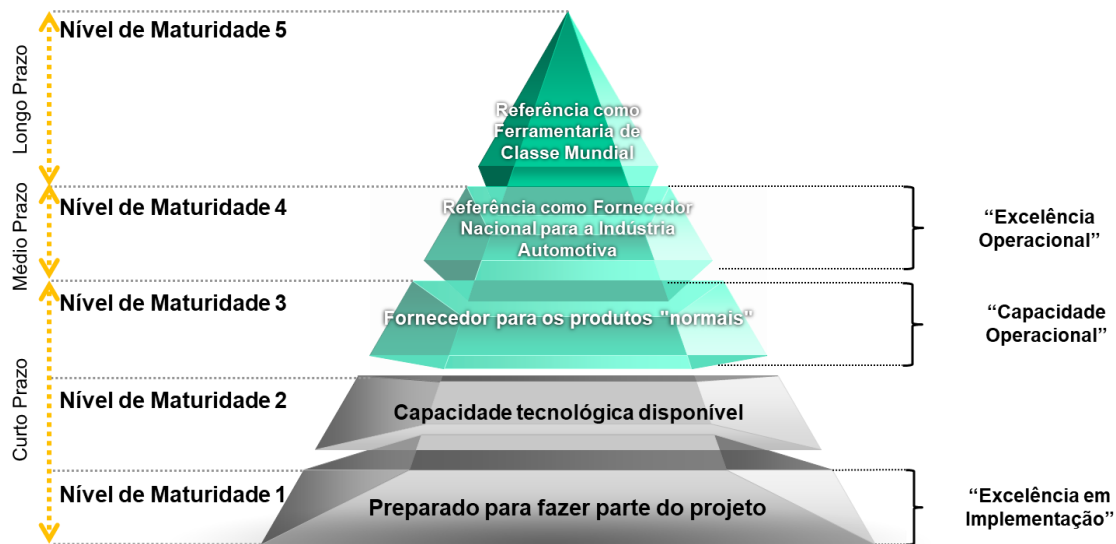 Nível de Maturidade 5
Longo Prazo
Referência como
Ferramentaria de
Classe Mundial
Nível de Maturidade 4
Médio Prazo
Referência como Fornecedor
Nacional para a Indústria
Automotiva
“Excelência
Operacional”
Nível de Maturidade 3
Fornecedor para os produtos "normais"
“Capacidade
Operacional”
Curto Prazo
Nível de Maturidade 2
Capacidade tecnológica disponível
Nível de Maturidade 1
Preparado para fazer parte do projeto
“Excelência em
Implementação”